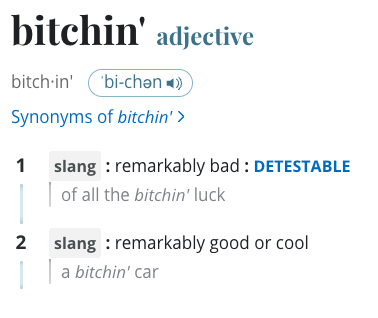 bitchin' adjective
bitch·in' ˈbi-chən
Synonyms of bitchin'
1 slang : remarkably bad : DETESTABLE
of all the bitchin' luck
2 slang : remarkably good or cool
a bitchin' car